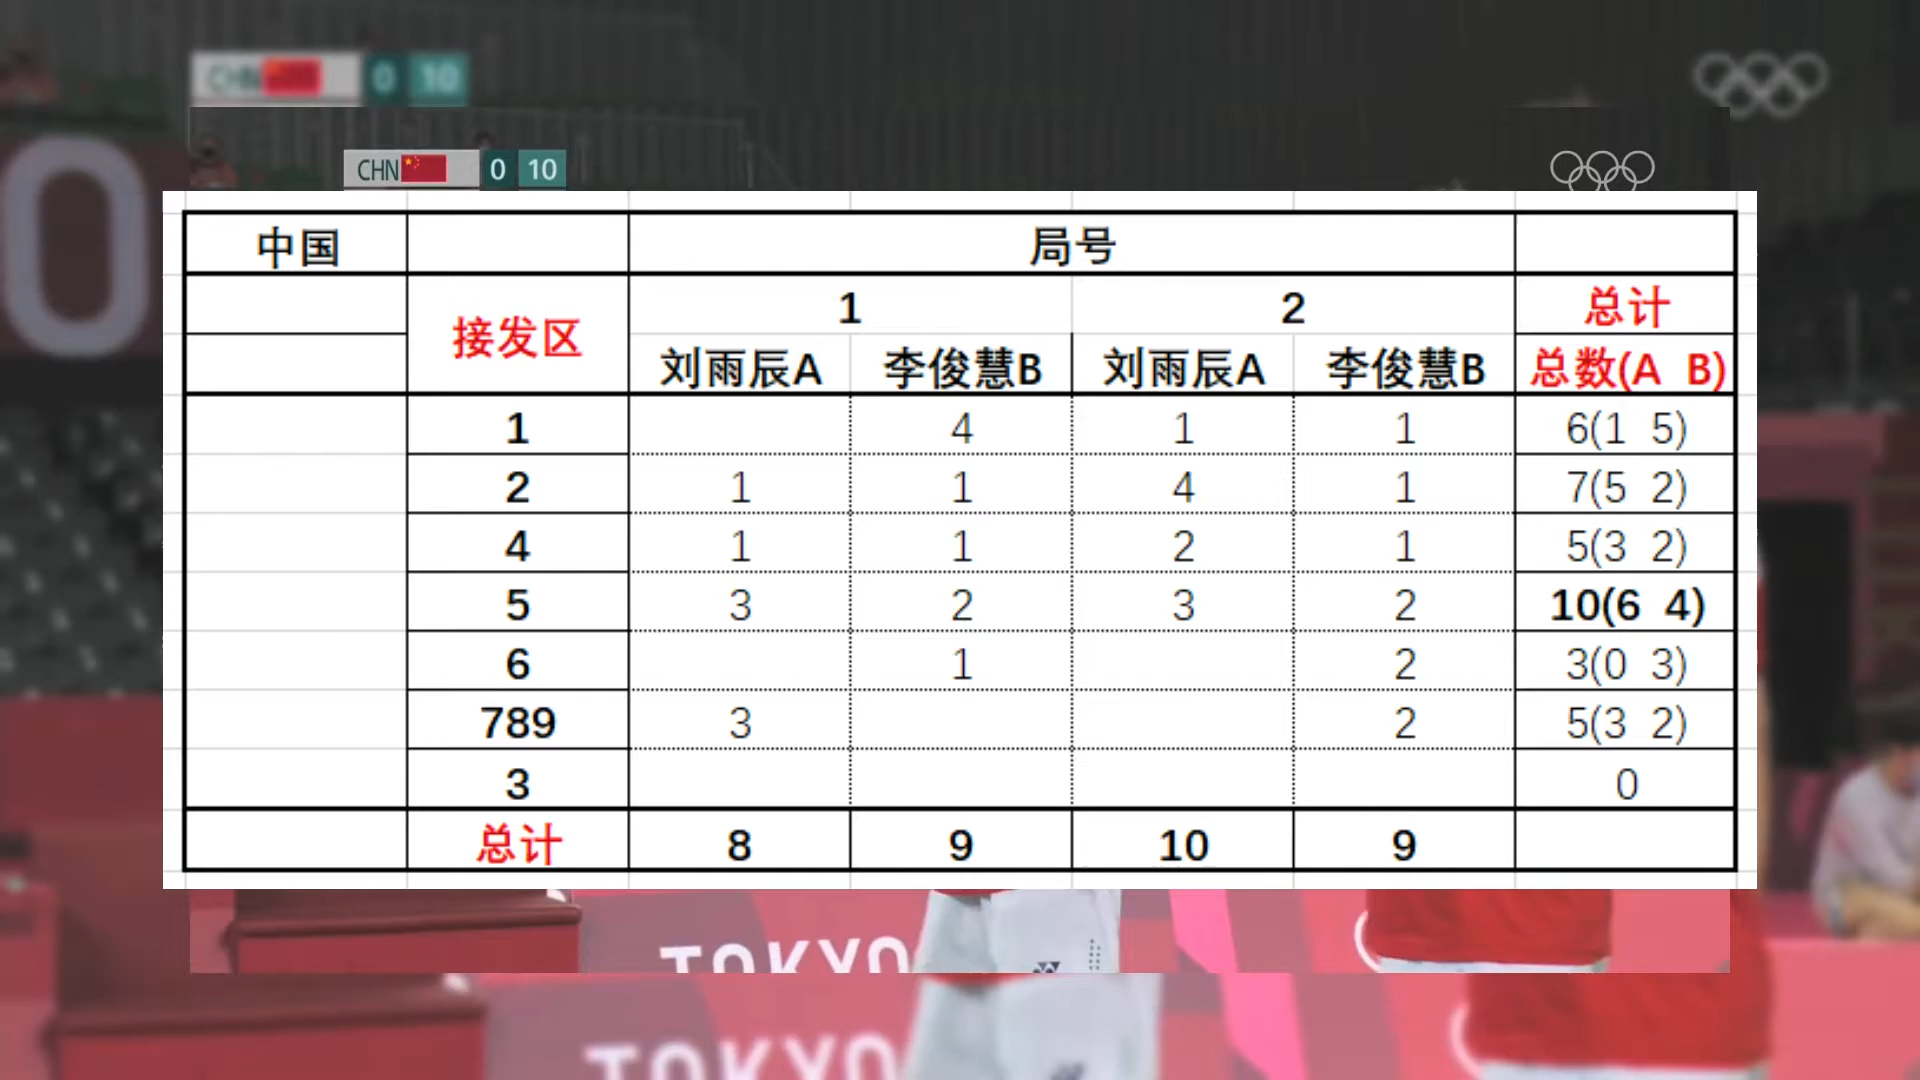 CHN 0 10
CHN 0 10
中国 局号
接发区 1 2 总计
刘雨辰A 李俊慧B 刘雨辰A 李俊慧B 总数(A B)
1 4 1 1 6(1 5)
2 1 1 4 1 7(5 2)
4 1 1 2 1 5(3 2)
5 3 2 3 2 10(6 4)
6 1 2 3(0 3)
789 3 2 5(3 2)
3 0
总计 8 9 10 9
TOKYO
TOKYO